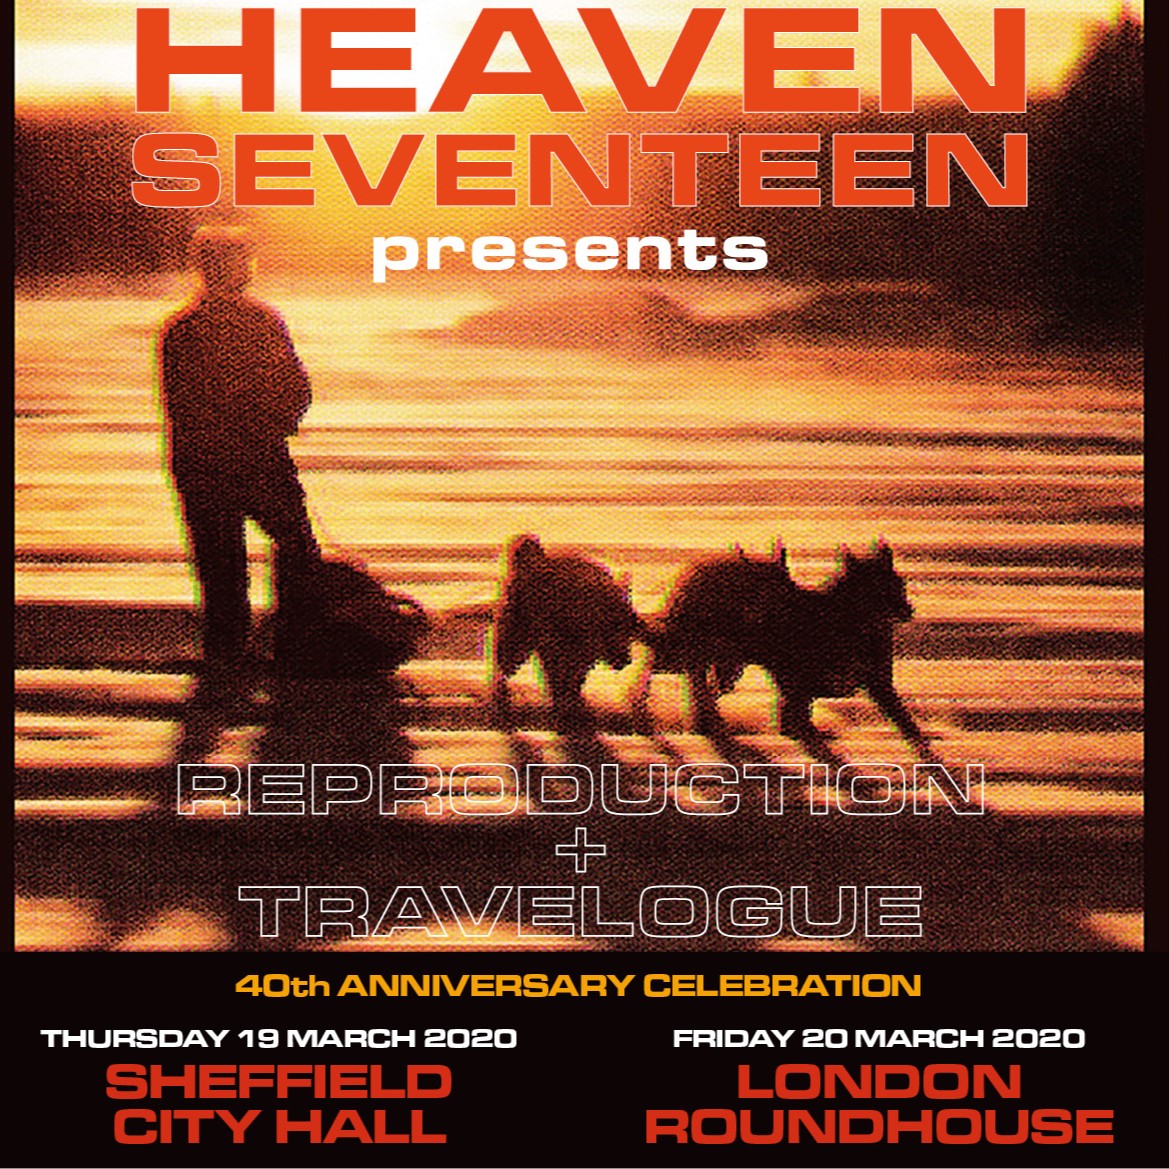 HEAVEN
SEVENTEEN
presents
REPRODUCTION
+
TRAVELOGUE
40th ANNIVERSARY CELEBRATION
THURSDAY 19 MARCH 2020
SHEFFIELD
CITY HALL
FRIDAY 20 MARCH 2020
LONDON
ROUNDHOUSE